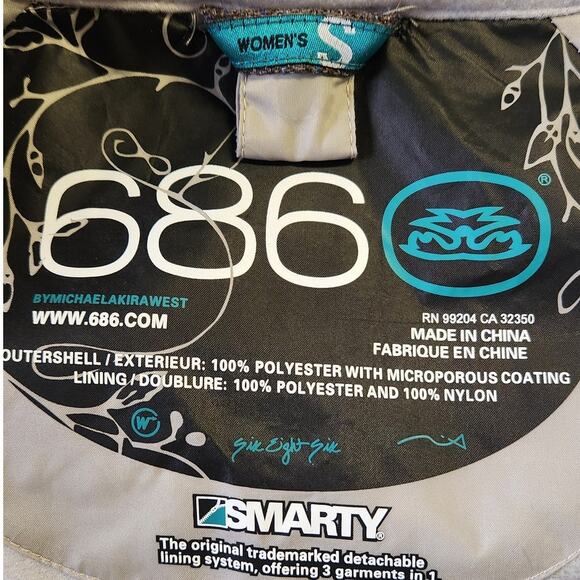 WOMEN'S S
686 ®
BYMICHAELAKIRAWEST
WWW.686.COM
RN 99204 CA 32350
MADE IN CHINA
FABRIQUE EN CHINE
OUTERSHELL / EXTERIEUR: 100% POLYESTER WITH MICROPOROUS COATING
LINING / DOUBLURE: 100% POLYESTER AND 100% NYLON
W
Six Eight Six
SMARTY®
The original trademarked detachable
lining system, offering 3 garments in 1.